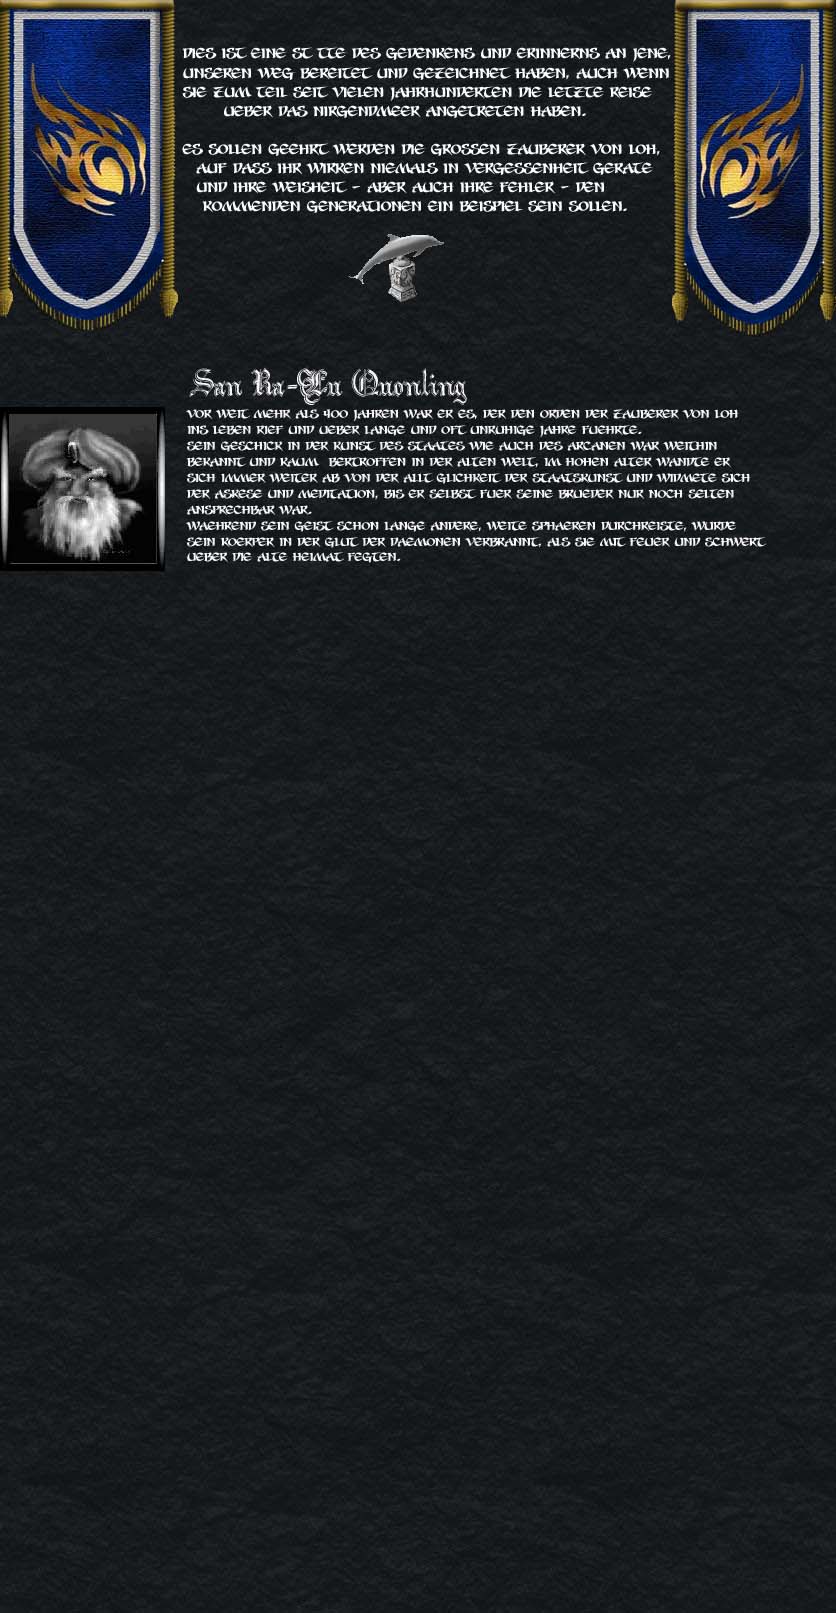 DIES IST EINE ST TTE DES GEDENKENS UND ERINNERNS AN JENE,
UNSEREN WEG BEREITET UND GEZEICHNET HABEN, AUCH WENN
SIE ZUM TEIL SEIT VIELEN JAHRHUNDERTEN DIE LETZTE REISE
UEBER DAS NIRGENDMEER ANGETRETEN HABEN.
ES SOLLEN GEEHRT WERDEN DIE GROSSEN ZAUBERER VON LOH,
AUF DASS IHR WIRKEN NIEMALS IN VERGESSENHEIT GERATE
UND IHRE WEISHEIT - ABER AUCH IHRE FEHLER - DEN
KOMMENDEN GENERATIONEN EIN BEISPIEL SEIN SOLLEN.
San Ra-Eu Quonling
VOR WEIT MEHR ALS 400 JAHREN WAR ER ES, DER DEN ORDEN DER ZAUBERER VON LOH
INS LEBEN RIEF UND UEBER LANGE UND OFT UNRUHIGE JAHRE FUEHRTE.
SEIN GESCHICK IN DER KUNST DES STAATES WIE AUCH DES ARCANEN WAR WEITHIN
BEKANNT UND KAUM BERTROFFEN IN DER ALTEN WELT, IM HOHEN ALTER WANDTE ER
SICH IMMER WEITER AB VON DER ALLT GLICHKEIT DER STAATSKUNST UND WIDMETE SICH
DER ASKESE UND MEDITATION, BIS ER SELBST FUER SEINE BRUEDER NUR NOCH SELTEN
ANSPRECHBAR WAR.
WAEHREND SEIN GEIST SCHON LANGE ANDERE, WEITE SPHAEREN DURCHREISTE, WURDE
SEIN KOERPER IN DER GLUT DER DAEMONEN VERBRANNT, ALS SIE MIT FEUER UND SCHWERT
UEBER DIE ALTE HEIMAT FEGTEN.